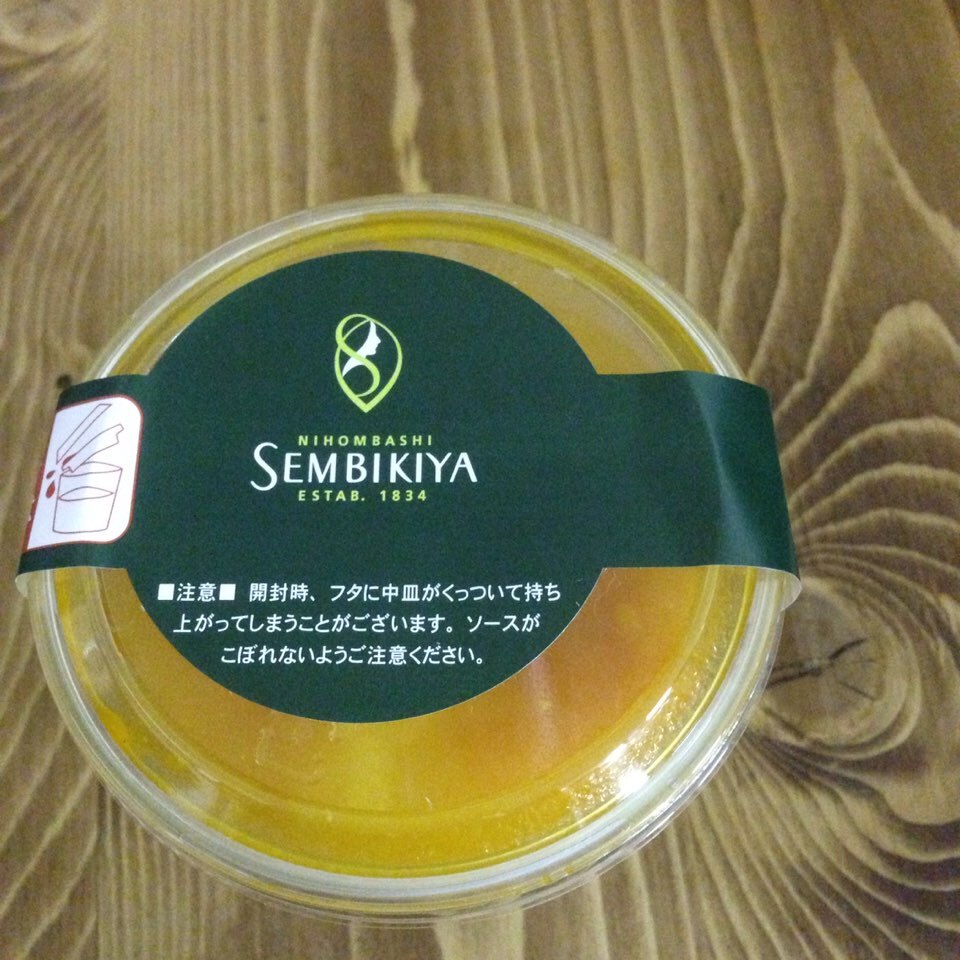 NIHOMBASHI
SEMBIKIYA
ESTAB. 1834
■注意■ 開封時、フタに中皿がくっついて持ち
上がってしまうことがございます。ソースが
こぼれないようご注意ください。